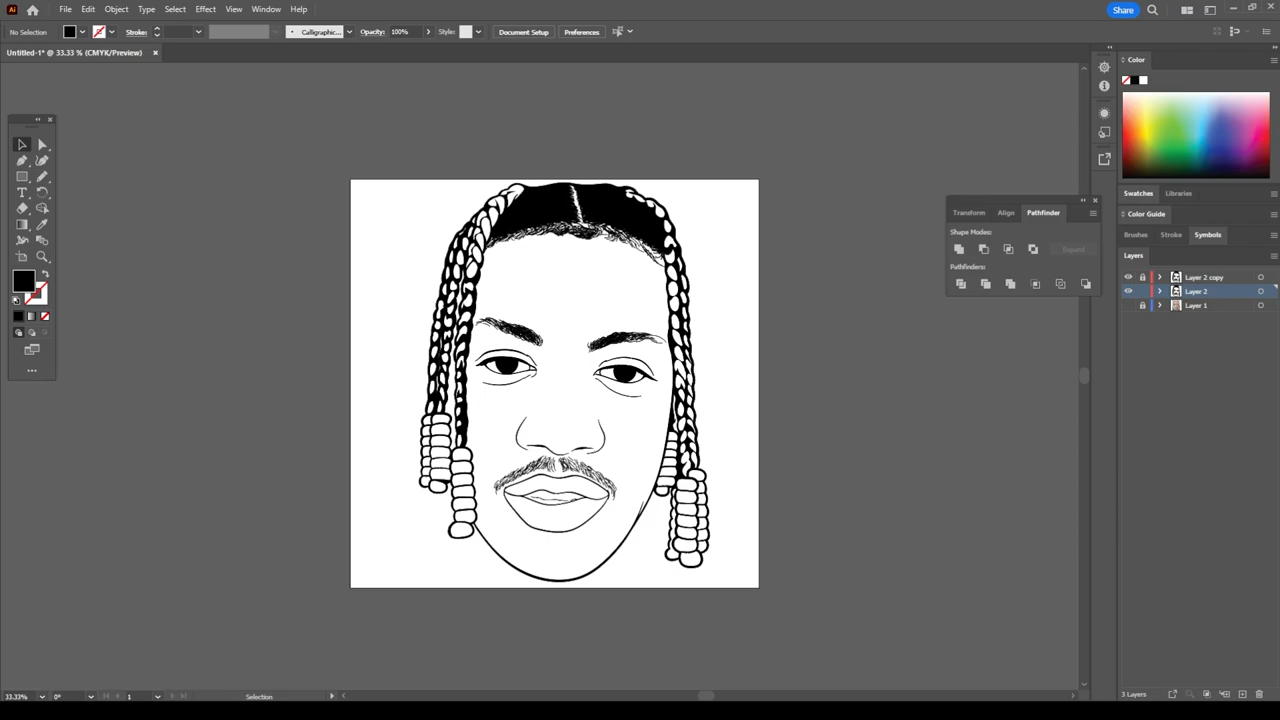 Ai File Edit Object Type Select Effect View Window Help Share
No Selection Stroke: Calligraphic... Opacity: 100% Style: Document Setup Preferences
Untitled-1* @ 33.33 % (CMYK/Preview)
Color
Transform Align Pathfinder
Shape Modes:
Expand
Pathfinders:
Swatches Libraries
Color Guide
Brushes Stroke Symbols
Layers
Layer 2 copy
Layer 2
Layer 1
33.33% 0° 1 Selection
3 Layers